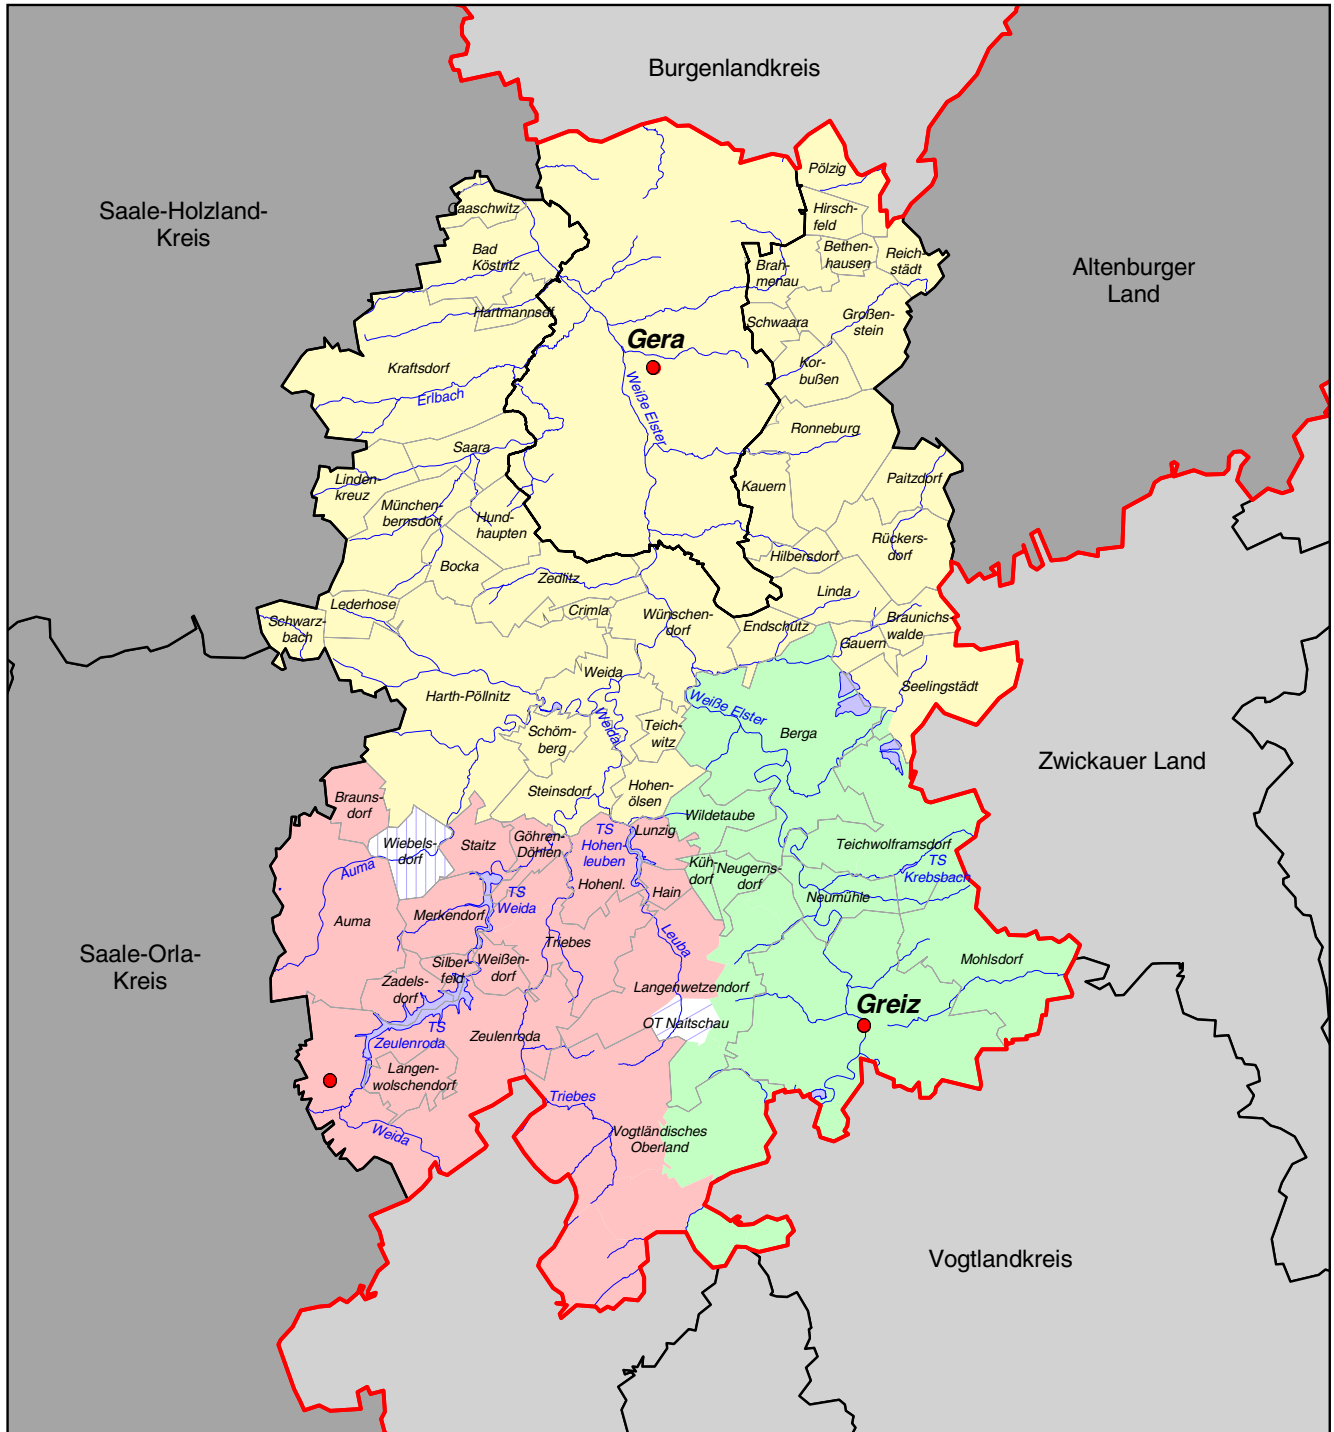 Burgenlandkreis
Saale-Holzland-
Kreis
Altenburger
Land
Pölzig
Caaschwitz
Hirsch-
feld
Bad
Köstritz
Bethen-
hausen
Reich-
städt
Brah-
menau
Hartmannsdf.
Schwaara
Großen-
stein
Gera
Kraftsdorf
Kor-
bußen
Erlbach
Weiße Elster
Ronneburg
Saara
Linden-
kreuz
Kauern
Paitzdorf
München-
bernsdorf
Hund-
haupten
Rückers-
dorf
Hilbersdorf
Bocka
Zedlitz
Linda
Lederhose
Crimla
Wünschen-
dorf
Schwarz-
bach
Endschütz
Braunichs-
walde
Gauern
Weida
Harth-Pöllnitz
Seelingstädt
Weiße Elster
Weida
Teich-
witz
Schöm-
berg
Berga
Zwickauer Land
Steinsdorf
Hohen-
ölsen
Brauns-
dorf
Wildetaube
Wiebels-
dorf
Staitz
Göhren-
Döhlen
TS
Hohen-
leuben
Lunzig
Teichwolframsdorf
TS
Krebsbach
Auma
Küh-
dorf
Neugerns-
dorf
Hohenl.
Hain
TS
Weida
Neumühle
Auma
Merkendorf
Triebes
Leuba
Saale-Orla-
Kreis
Silber-
feld
Weißen-
dorf
Mohlsdorf
Zadels-
dorf
Langenwetzendorf
Greiz
OT Naitschau
TS
Zeulenroda
Zeulenroda
Langen-
wolschendorf
Triebes
Weida
Vogtländisches
Oberland
Vogtlandkreis